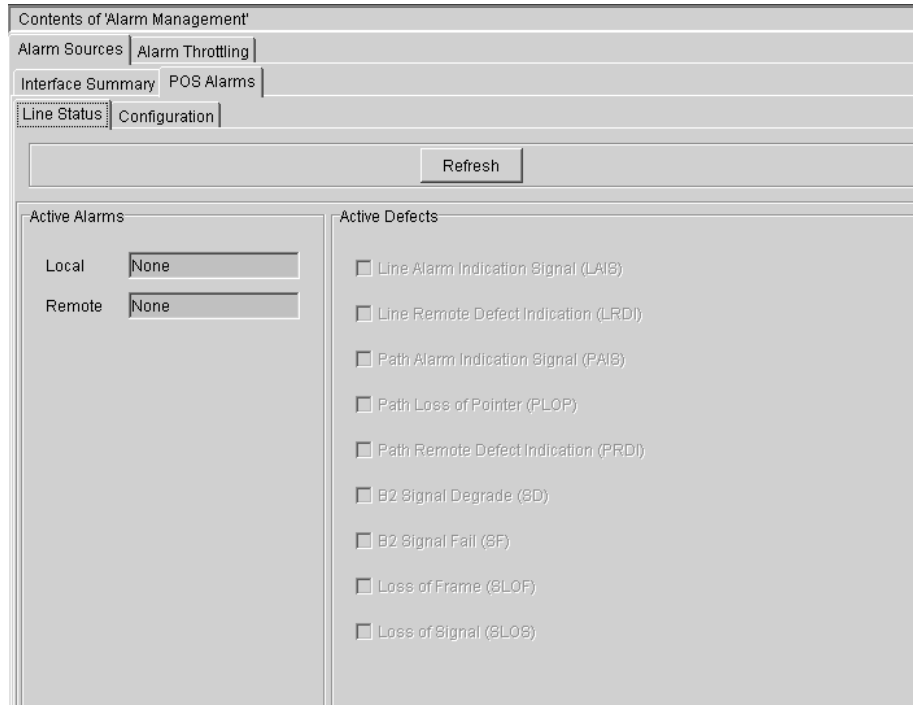 Contents of 'Alarm Management'
Alarm Sources Alarm Throttling
Interface Summary POS Alarms
Line Status Configuration
Refresh
Active Alarms
Local None
Remote None
Active Defects
Line Alarm Indication Signal (LAIS)
Line Remote Defect Indication (LRDI)
Path Alarm Indication Signal (PAIS)
Path Loss of Pointer (PLOP)
Path Remote Defect Indication (PRDI)
B2 Signal Degrade (SD)
B2 Signal Fail (SF)
Loss of Frame (SLOF)
Loss of Signal (SLOS)